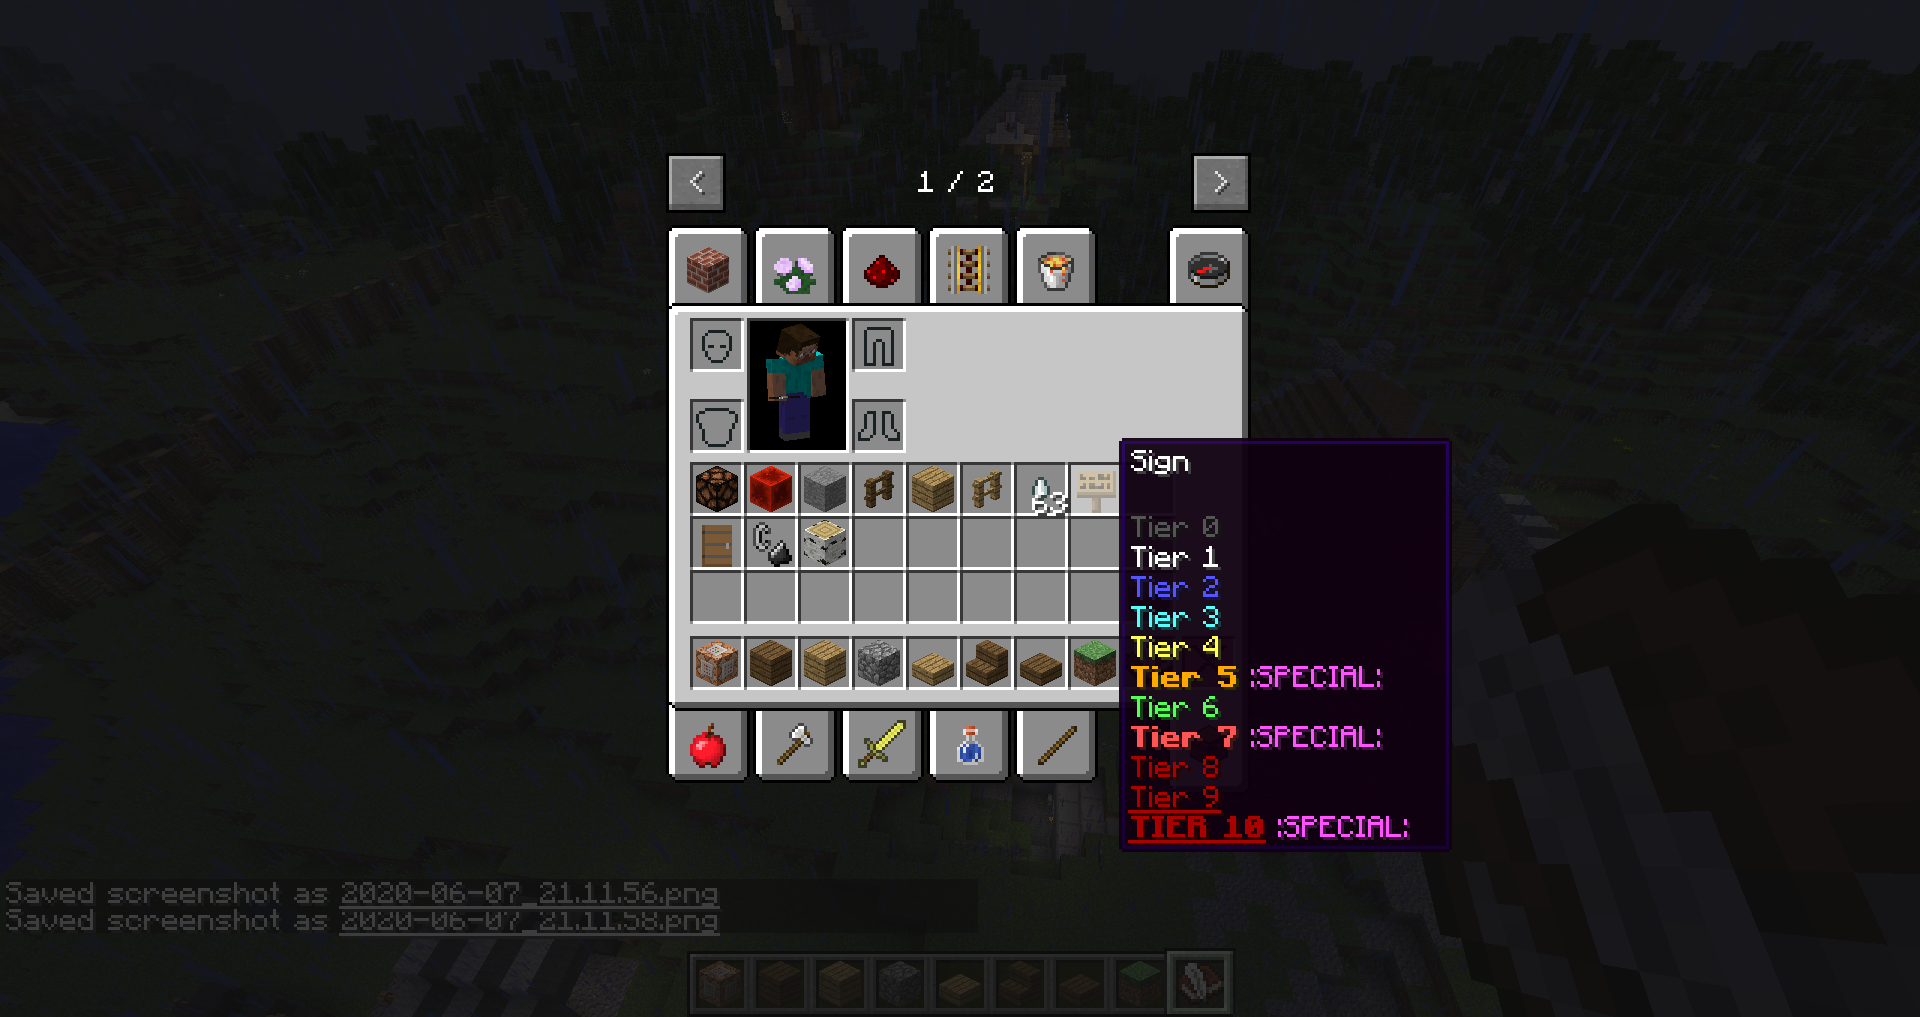 <
1 / 2
>
63
Sign
Tier 0
Tier 1
Tier 2
Tier 3
Tier 4
Tier 5 :SPECIAL:
Tier 6
Tier 7 :SPECIAL:
Tier 8
Tier 9
TIER 10 :SPECIAL:
Saved screenshot as 2020-06-07_21.11.56.png
Saved screenshot as 2020-06-07_21.11.58.png